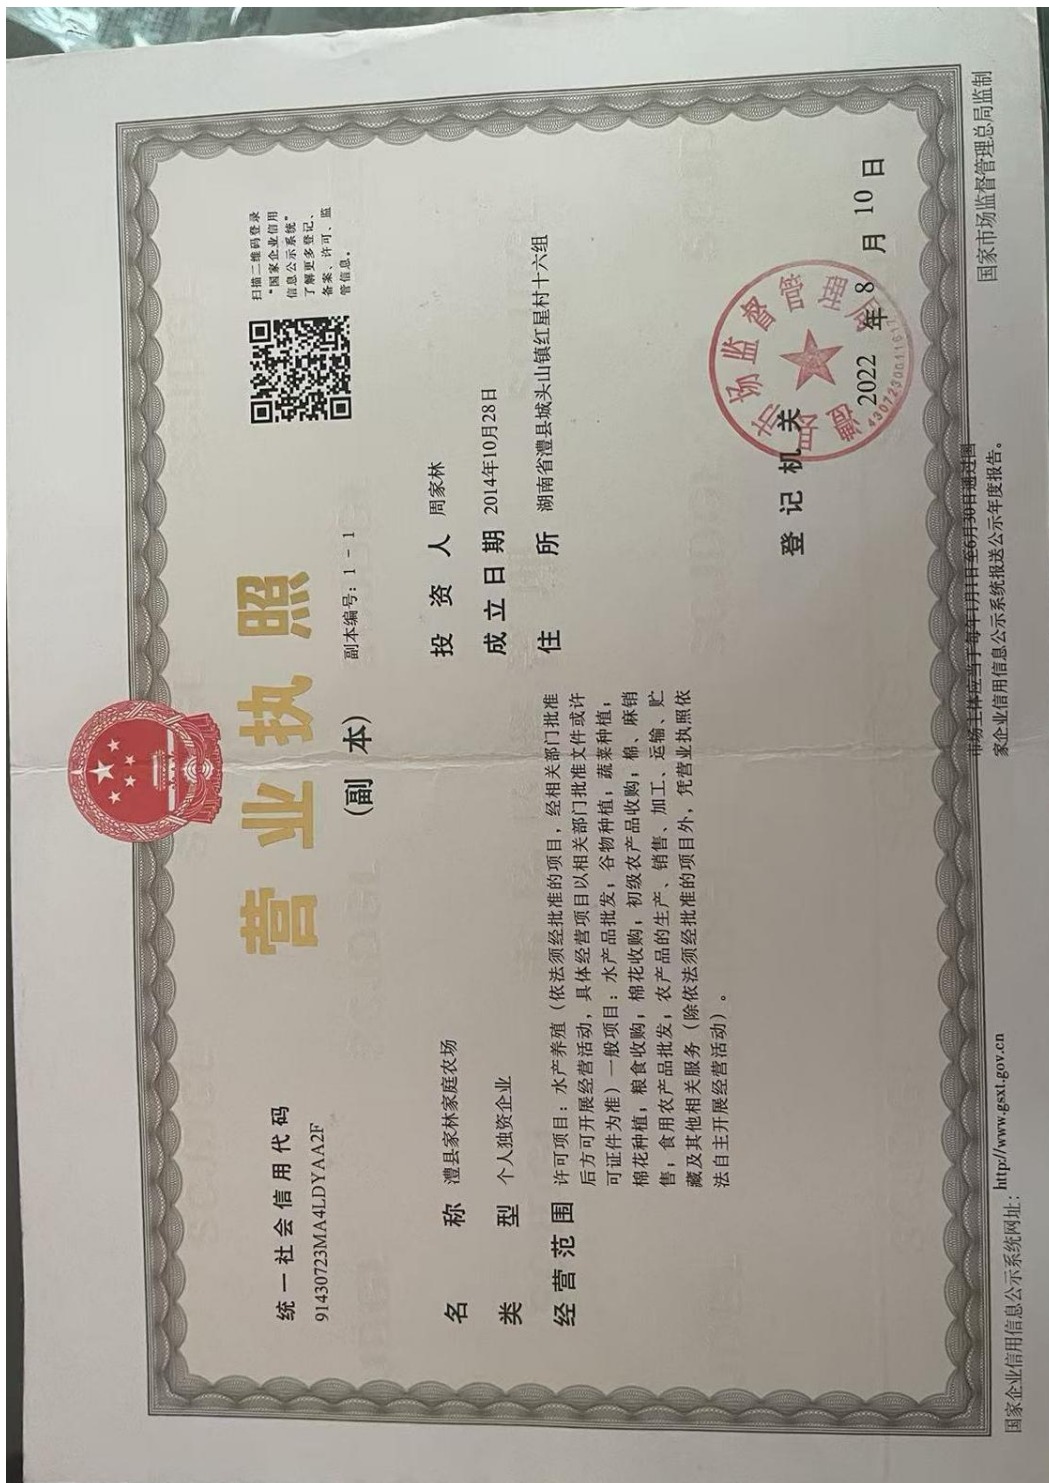 营业执照
(副 本)
副本编号：1－1
统一社会信用代码
91430723MA4LDYAA2F
扫描二维码登录
“国家企业信用
信息公示系统”
了解更多登记、
备案、许可、监
管信息。
名 称 澧县家林家庭农场
类 型 个人独资企业
经营范围 许可项目：水产养殖（依法须经批准的项目，经相关部门批准
后方可开展经营活动，具体经营项目以相关部门批准文件或许
可证件为准）一般项目：水产品批发；谷物种植；蔬菜种植；
棉花种植；粮食收购；棉花收购；初级农产品收购；棉、麻销
售；食用农产品批发；农产品的生产、销售、加工、运输、贮
藏及其他相关服务（除依法须经批准的项目外，凭营业执照依
法自主开展经营活动）。
投 资 人 周家林
成立日期 2014年10月28日
住 所 湖南省澧县城头山镇红星村十六组
登记机关
2022 年 8 月 10 日
国家企业信用信息公示系统网址：http://www.gsxt.gov.cn
市场主体应当于每年1月1日至6月30日通过国
家企业信用信息公示系统报送公示年度报告。
国家市场监督管理总局监制